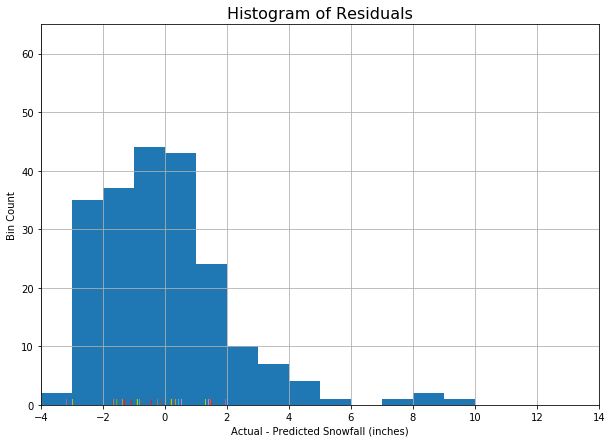 Histogram of Residuals
60
50
40
30
20
10
0
Bin Count
−4 −2 0 2 4 6 8 10 12 14
Actual - Predicted Snowfall (inches)